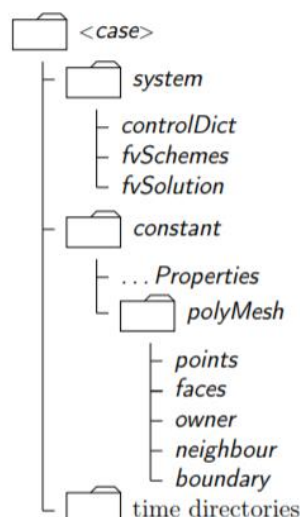 <case>
system
controlDict
fvSchemes
fvSolution
constant
...Properties
polyMesh
points
faces
owner
neighbour
boundary
time directories